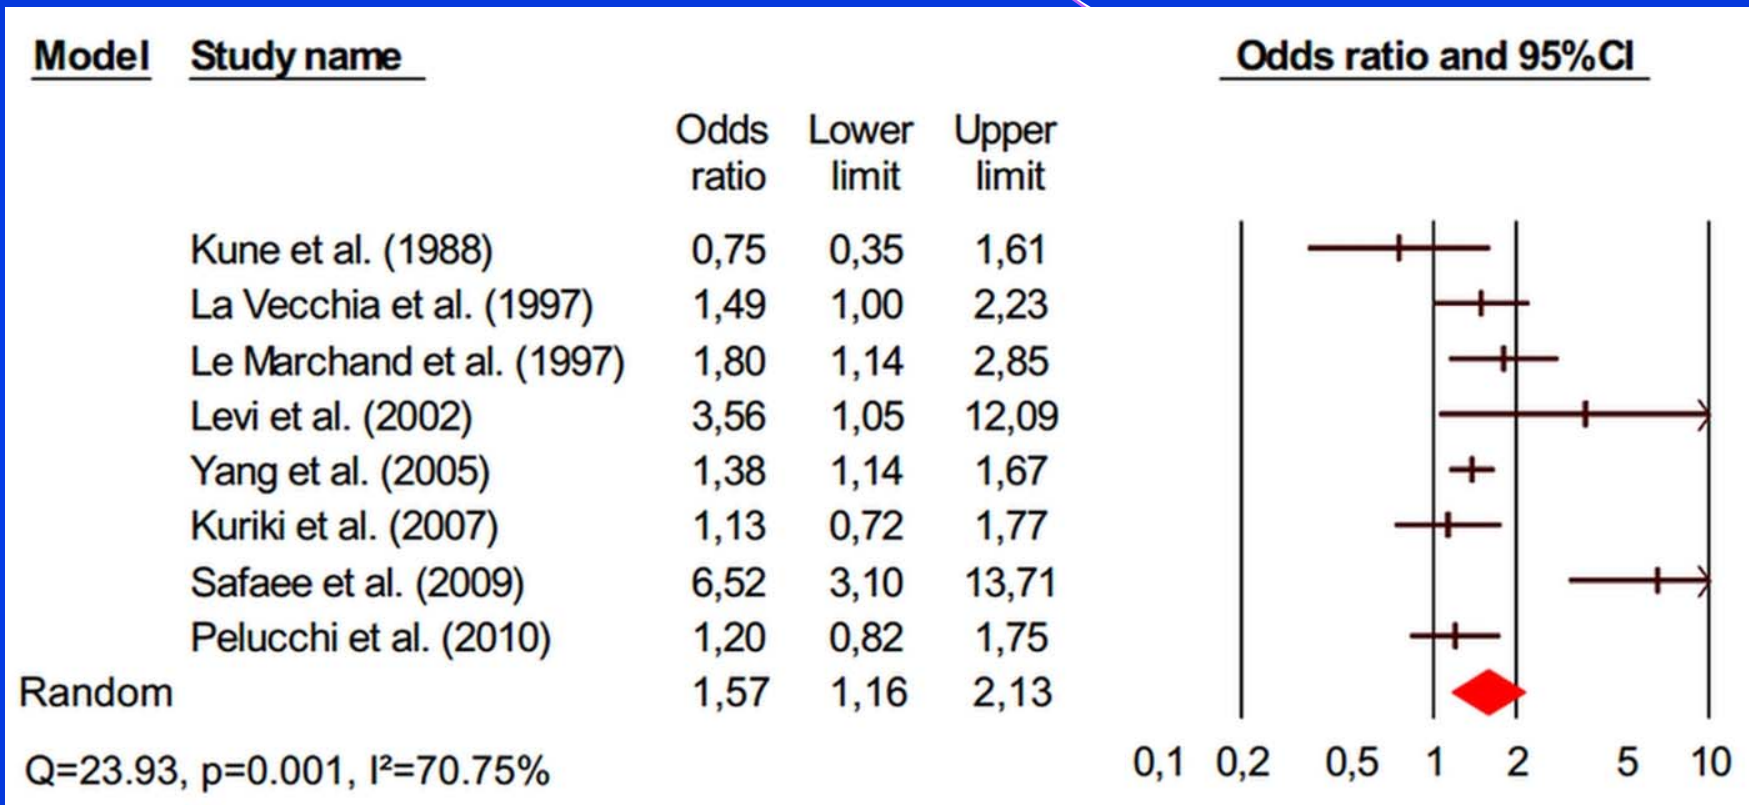 Model Study name Odds ratio and 95%CI
Odds ratio Lower limit Upper limit
Kune et al. (1988) 0,75 0,35 1,61
La Vecchia et al. (1997) 1,49 1,00 2,23
Le Marchand et al. (1997) 1,80 1,14 2,85
Levi et al. (2002) 3,56 1,05 12,09
Yang et al. (2005) 1,38 1,14 1,67
Kuriki et al. (2007) 1,13 0,72 1,77
Safaee et al. (2009) 6,52 3,10 13,71
Pelucchi et al. (2010) 1,20 0,82 1,75
Random 1,57 1,16 2,13
Q=23.93, p=0.001, I²=70.75% 0,1 0,2 0,5 1 2 5 10